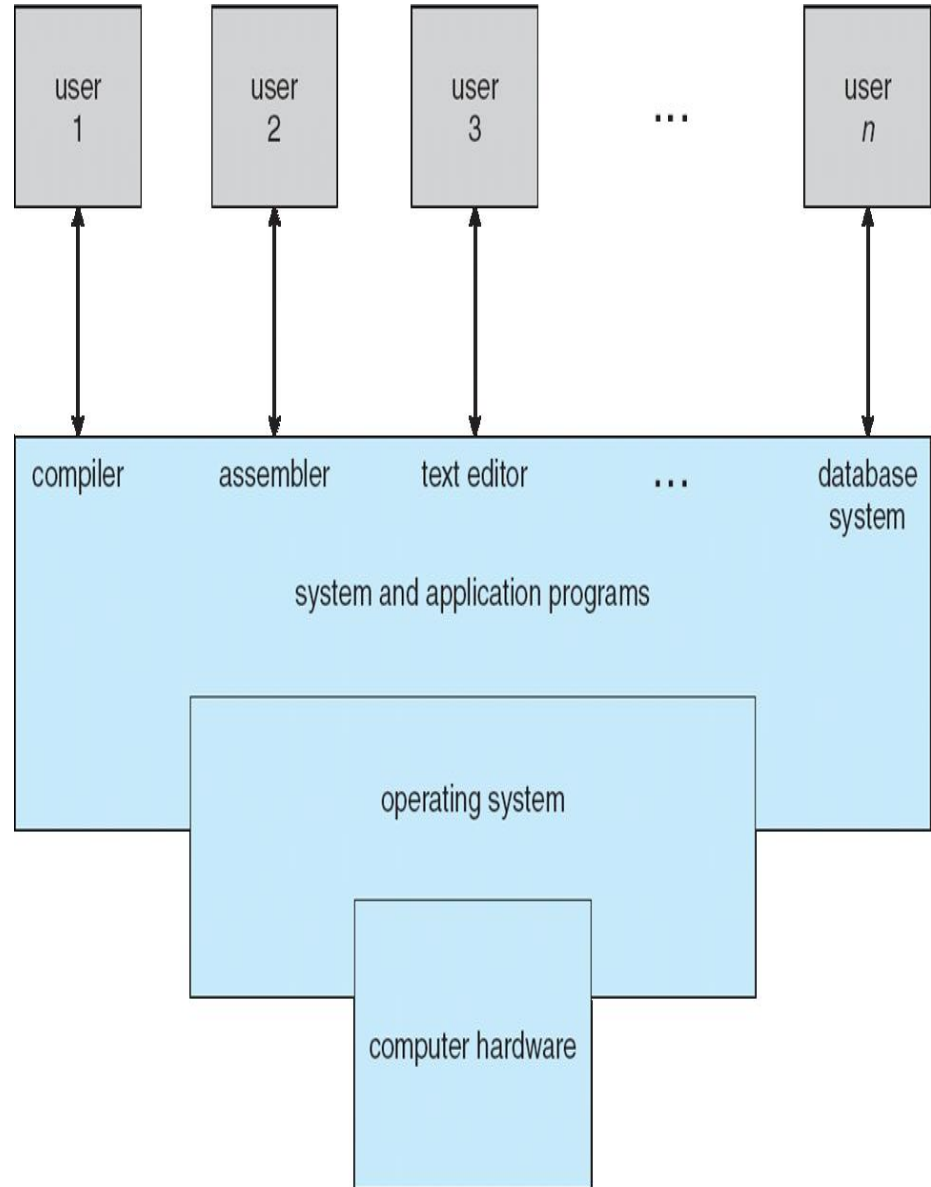 user
1
user
2
user
3
...
user
n
compiler
assembler
text editor
...
database
system
system and application programs
operating system
computer hardware